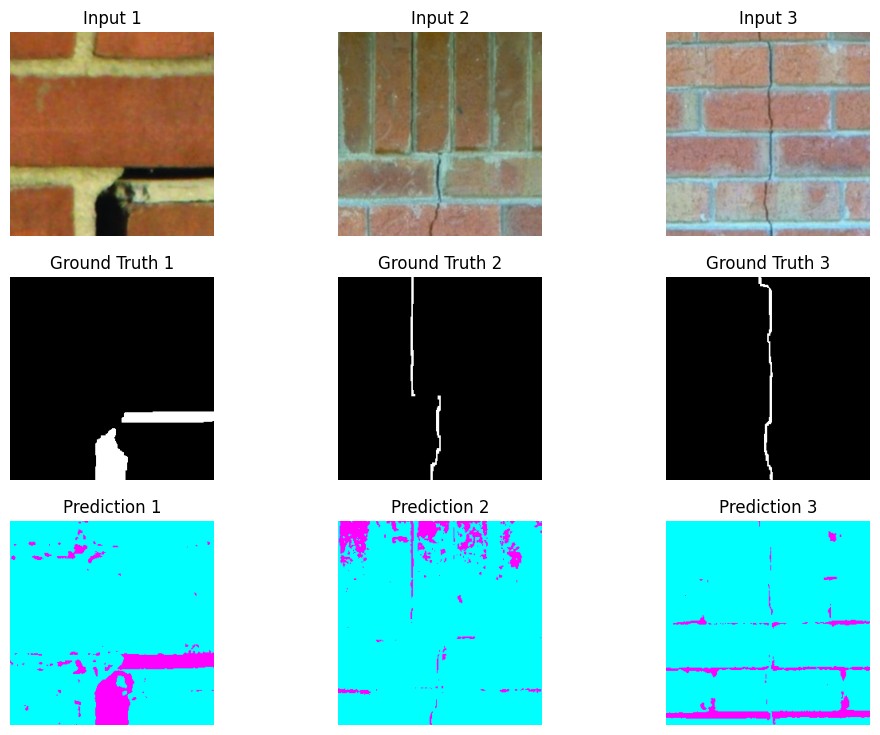 Input 1
Input 2
Input 3
Ground Truth 1
Ground Truth 2
Ground Truth 3
Prediction 1
Prediction 2
Prediction 3